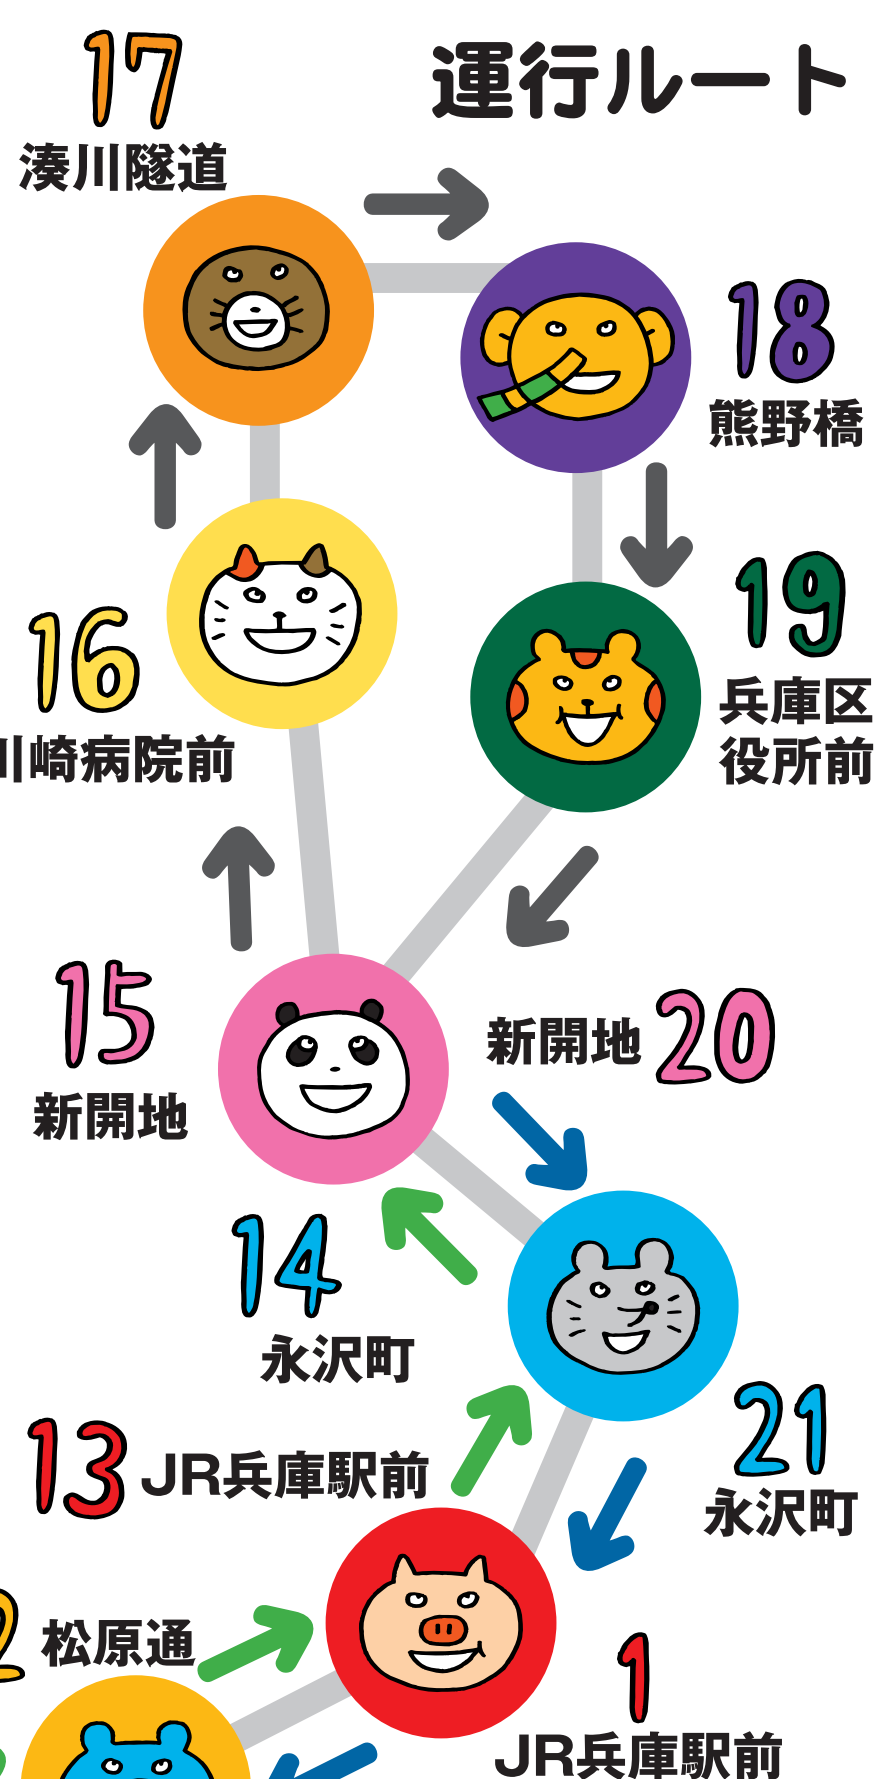 運行ルート
17
湊川隧道
18
熊野橋
16
川崎病院前
19
兵庫区
役所前
15
新開地
新開地 20
14
永沢町
21
永沢町
13 JR兵庫駅前
2 松原通
1
JR兵庫駅前